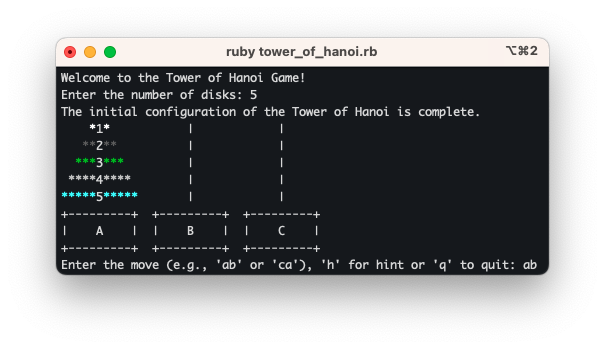 ruby tower_of_hanoi.rb ⌥⌘2
Welcome to the Tower of Hanoi Game!
Enter the number of disks: 5
The initial configuration of the Tower of Hanoi is complete.
    *1*          |           |
   **2**         |           |
  ***3***        |           |
 ****4****       |           |
*****5*****      |           |
+---------+ +---------+ +---------+
|    A    | |    B    | |    C    |
+---------+ +---------+ +---------+
Enter the move (e.g., 'ab' or 'ca'), 'h' for hint or 'q' to quit: ab